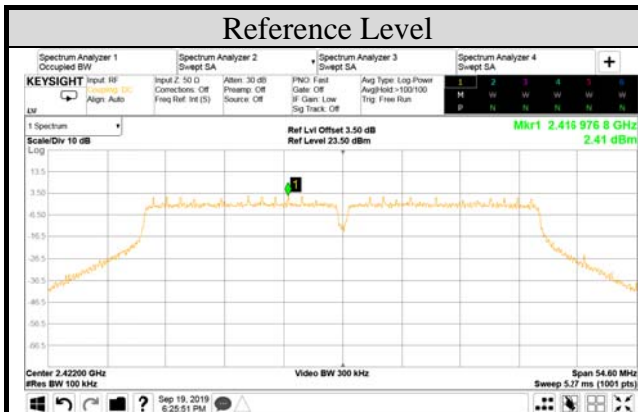 Reference Level
Spectrum Analyzer 1
Occupied BW
Spectrum Analyzer 2
Swept SA
Spectrum Analyzer 3
Swept SA
Spectrum Analyzer 4
Swept SA
+
KEYSIGHT
Input: RF
Coupling: DC
Align: Auto
Input Z: 50 Ω
Corrections: Off
Freq Ref: Int (S)
Atten: 30 dB
Preamp: Off
Source: Off
PNO: Fast
Gate: Off
IF Gain: Low
Sig Track: Off
Avg Type: Log-Power
Avg|Hold:>100/100
Trig: Free Run
1 2 3 4 5 6
M W W W W W
P N N N N N
1 Spectrum
Scale/Div 10 dB
Log
Ref Lvl Offset 3.50 dB
Ref Level 23.50 dBm
Mkr1 2.416 976 8 GHz
2.41 dBm
1
13.5
3.50
-6.50
-16.5
-26.5
-36.5
-46.5
-56.5
-66.5
Center 2.42200 GHz
#Res BW 100 kHz
Video BW 300 kHz
Span 54.60 MHz
Sweep 5.27 ms (1001 pts)
?
Sep 19, 2019
6:25:51 PM